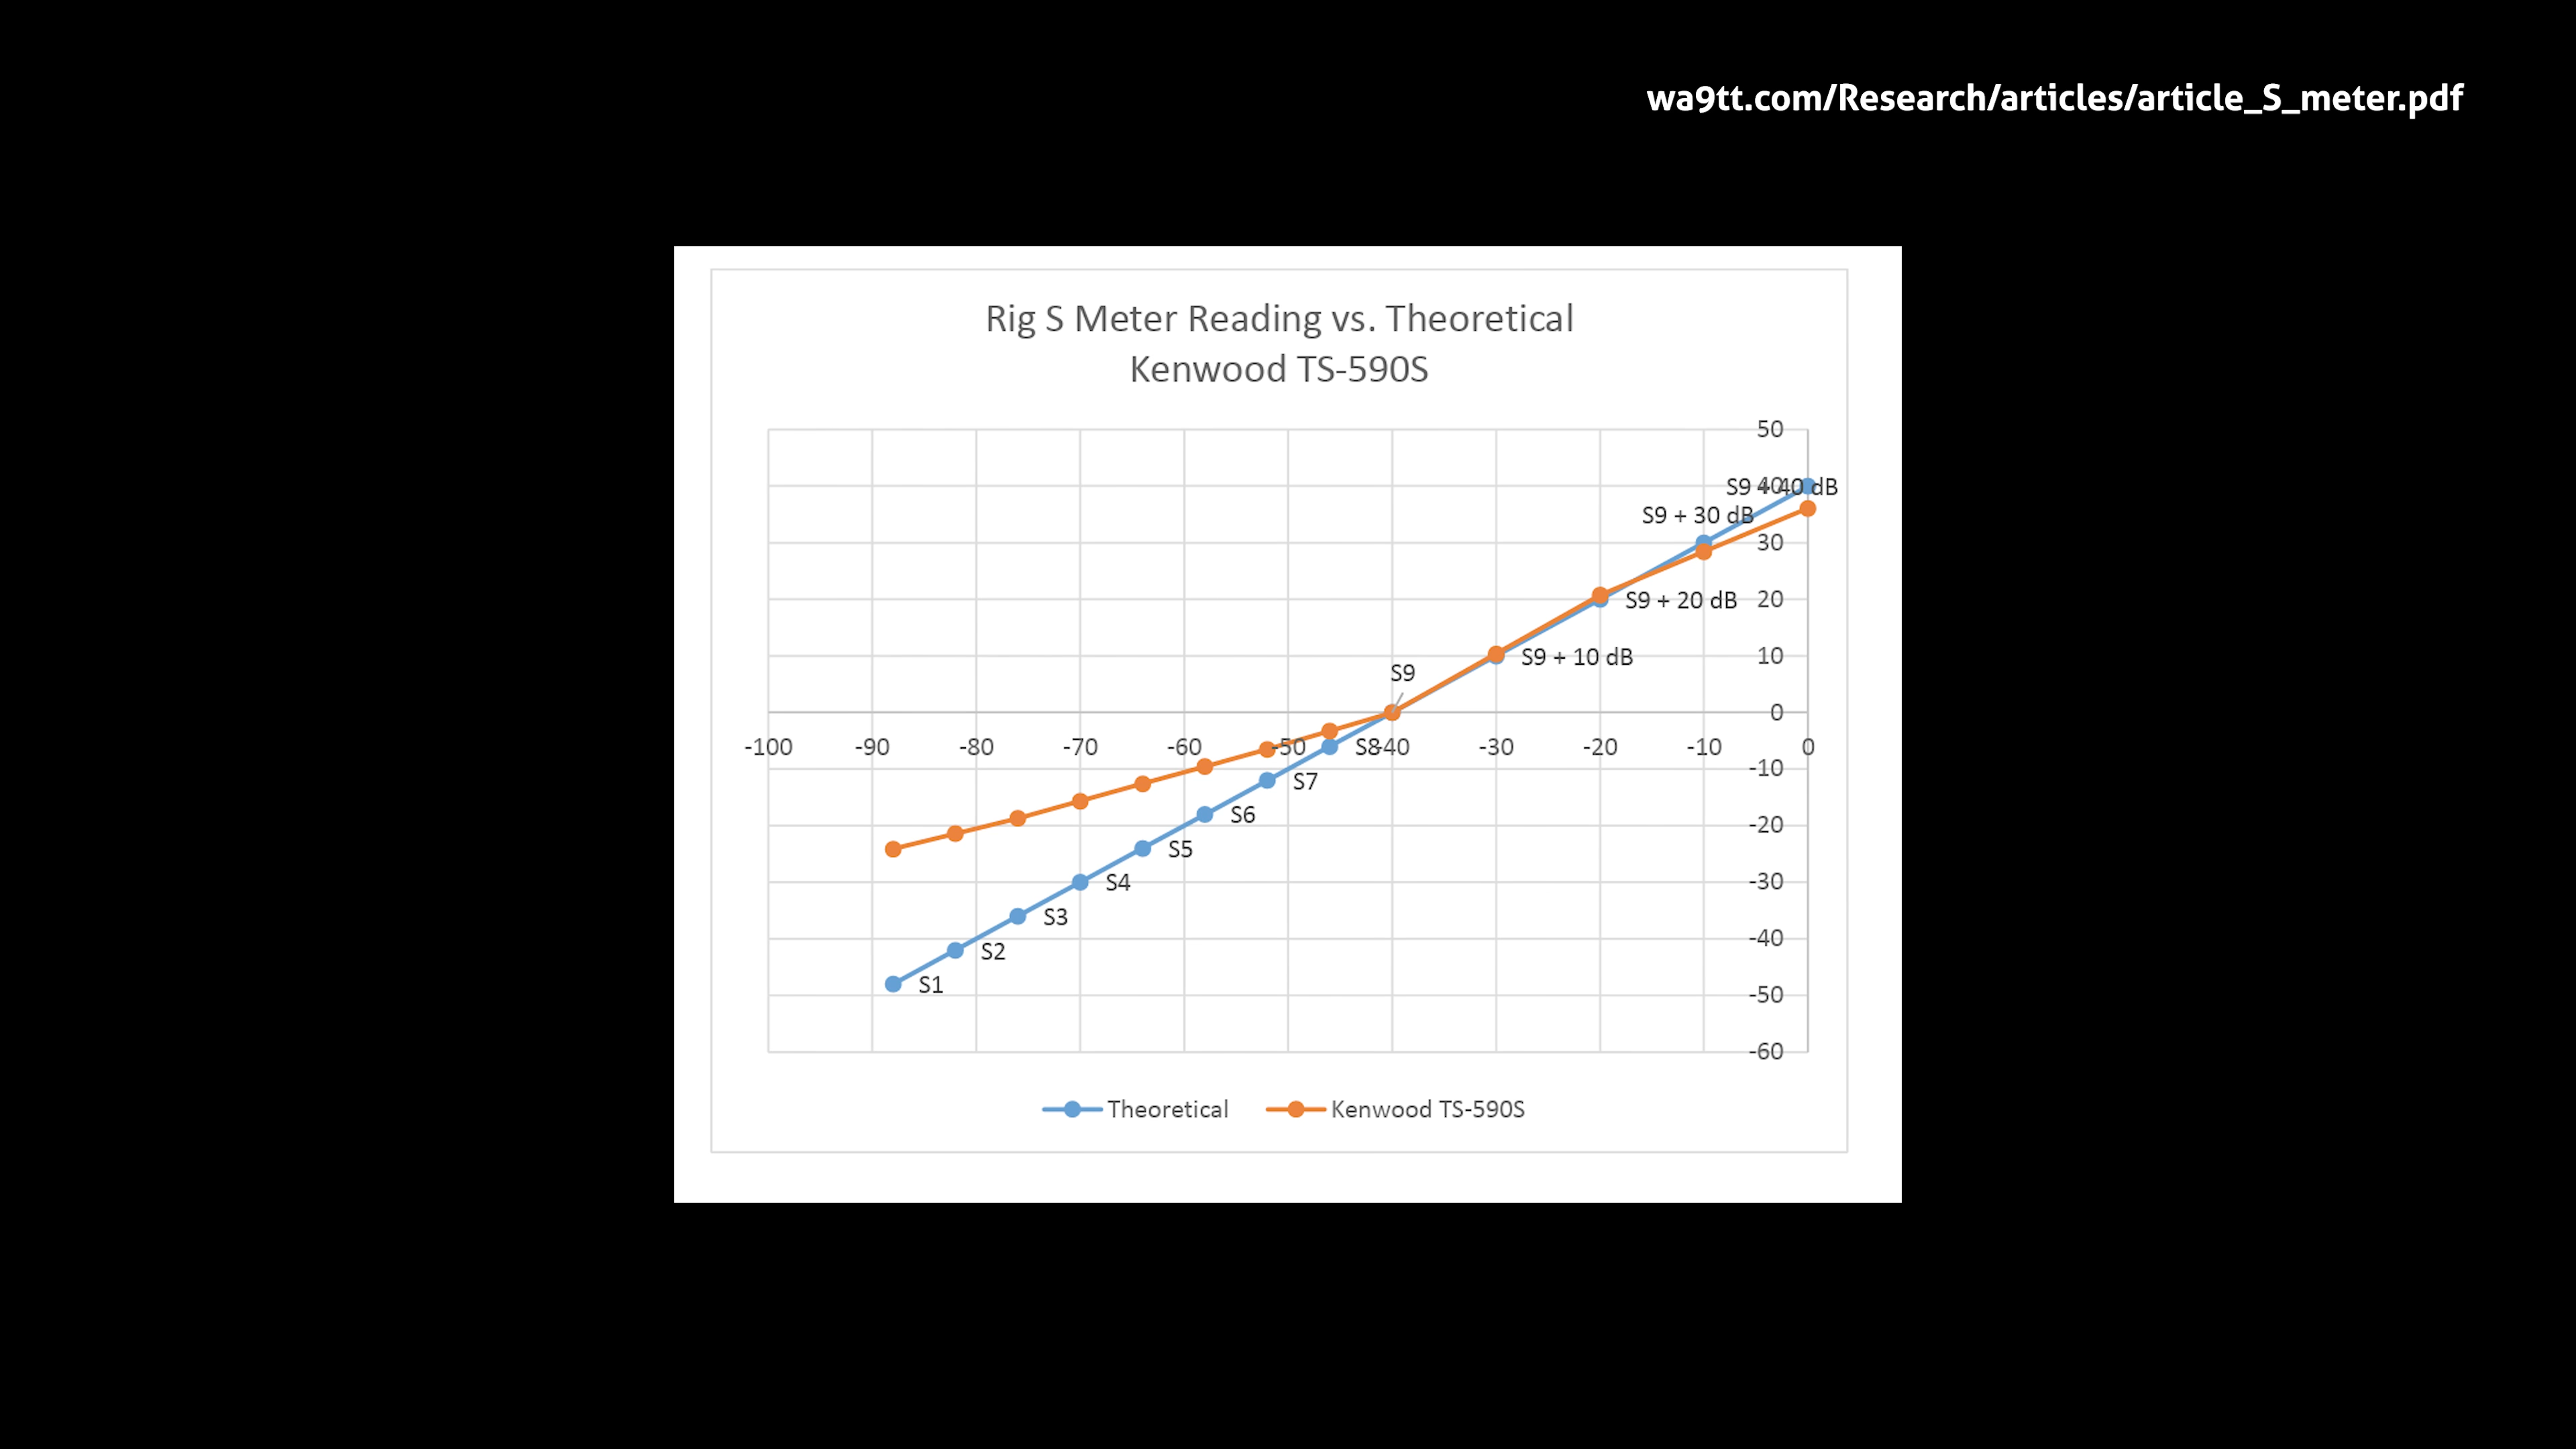 wa9tt.com/Research/articles/article_S_meter.pdf
Rig S Meter Reading vs. Theoretical
Kenwood TS-590S
50
S9 + 40 dB
40
S9 + 30 dB
30
S9 + 20 dB
20
S9 + 10 dB
10
S9
0
-100 -90 -80 -70 -60 -50 S8 -40 -30 -20 -10 0
-10
S7
S6
-20
S5
S4
-30
S3
S2
-40
S1
-50
-60
Theoretical Kenwood TS-590S